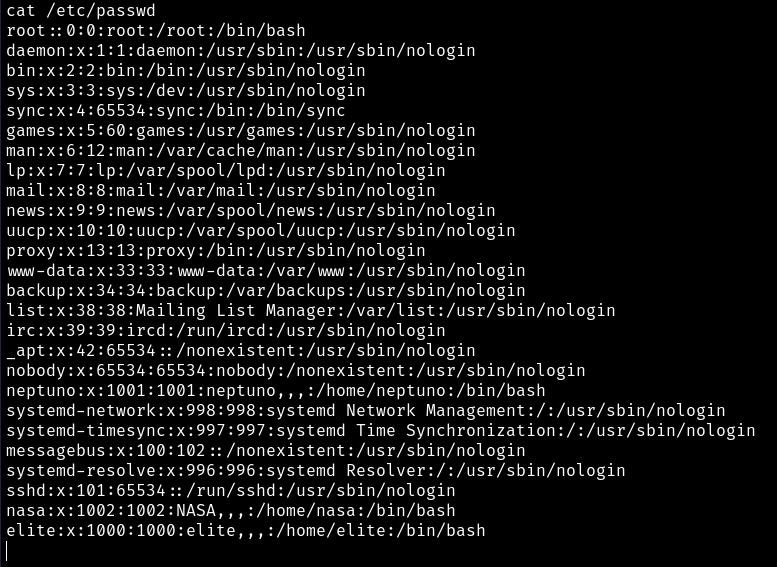 cat /etc/passwd
root::0:0:root:/root:/bin/bash
daemon:x:1:1:daemon:/usr/sbin:/usr/sbin/nologin
bin:x:2:2:bin:/bin:/usr/sbin/nologin
sys:x:3:3:sys:/dev:/usr/sbin/nologin
sync:x:4:65534:sync:/bin:/bin/sync
games:x:5:60:games:/usr/games:/usr/sbin/nologin
man:x:6:12:man:/var/cache/man:/usr/sbin/nologin
lp:x:7:7:lp:/var/spool/lpd:/usr/sbin/nologin
mail:x:8:8:mail:/var/mail:/usr/sbin/nologin
news:x:9:9:news:/var/spool/news:/usr/sbin/nologin
uucp:x:10:10:uucp:/var/spool/uucp:/usr/sbin/nologin
proxy:x:13:13:proxy:/bin:/usr/sbin/nologin
www-data:x:33:33:www-data:/var/www:/usr/sbin/nologin
backup:x:34:34:backup:/var/backups:/usr/sbin/nologin
list:x:38:38:Mailing List Manager:/var/list:/usr/sbin/nologin
irc:x:39:39:ircd:/run/ircd:/usr/sbin/nologin
_apt:x:42:65534::/nonexistent:/usr/sbin/nologin
nobody:x:65534:65534:nobody:/nonexistent:/usr/sbin/nologin
neptuno:x:1001:1001:neptuno,,,:/home/neptuno:/bin/bash
systemd-network:x:998:998:systemd Network Management:/:/usr/sbin/nologin
systemd-timesync:x:997:997:systemd Time Synchronization:/:/usr/sbin/nologin
messagebus:x:100:102::/nonexistent:/usr/sbin/nologin
systemd-resolve:x:996:996:systemd Resolver:/:/usr/sbin/nologin
sshd:x:101:65534::/run/sshd:/usr/sbin/nologin
nasa:x:1002:1002:NASA,,,:/home/nasa:/bin/bash
elite:x:1000:1000:elite,,,:/home/elite:/bin/bash